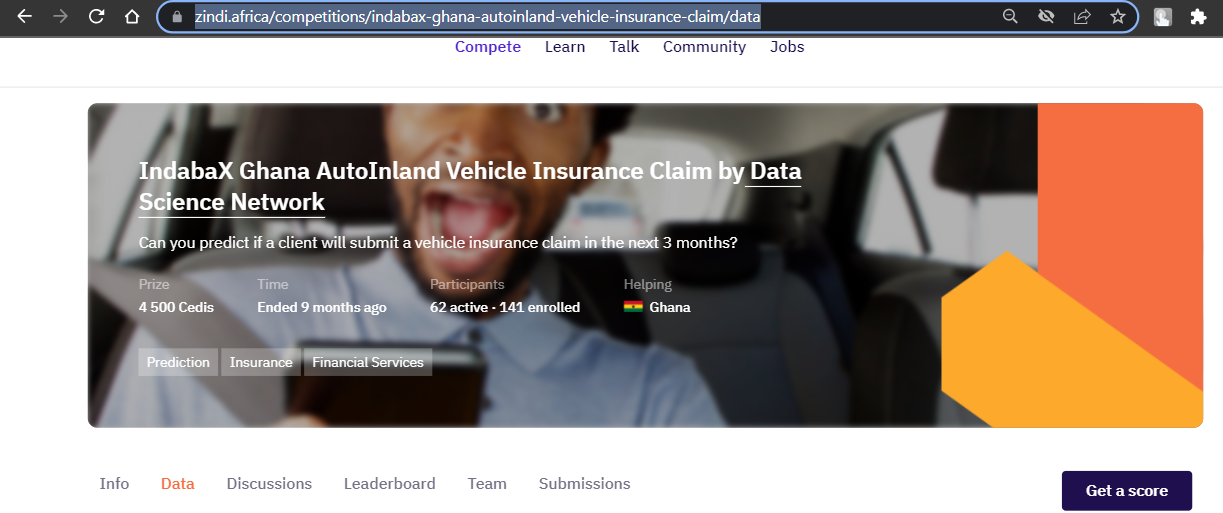 zindi.africa/competitions/indabax-ghana-autoinland-vehicle-insurance-claim/data
Compete Learn Talk Community Jobs
IndabaX Ghana AutoInland Vehicle Insurance Claim by Data
Science Network
Can you predict if a client will submit a vehicle insurance claim in the next 3 months?
Prize Time Participants Helping
4 500 Cedis Ended 9 months ago 62 active · 141 enrolled Ghana
Prediction Insurance Financial Services
Info Data Discussions Leaderboard Team Submissions Get a score